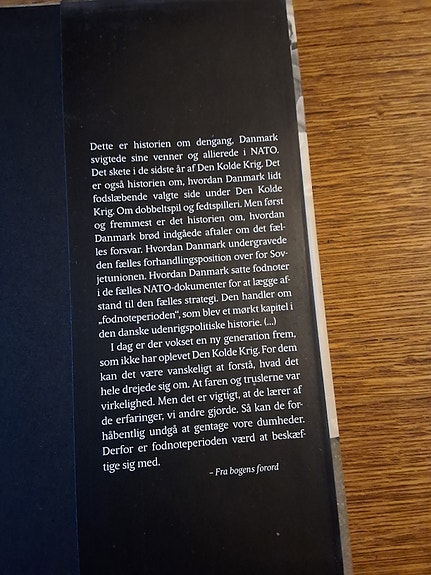 Dette er historien om dengang, Danmark
svigtede sine venner og allierede i NATO.
Det skete i de sidste år af Den Kolde Krig. Det
er også historien om, hvordan Danmark lidt
fodslæbende valgte side under Den Kolde
Krig. Om dobbeltspil og fedtspilleri. Men først
og fremmest er det historien om, hvordan
Danmark brød indgåede aftaler om det fæl-
les forsvar. Hvordan Danmark undergravede
den fælles forhandlingsposition over for Sov-
jetunionen. Hvordan Danmark satte fodnoter
i de fælles NATO-dokumenter for at lægge af-
stand til den fælles strategi. Den handler om
„fodnoteperioden“, som blev et mørkt kapitel i
den danske udenrigspolitiske historie. (...)
I dag er der vokset en ny generation frem,
som ikke har oplevet Den Kolde Krig. For dem
kan det være vanskeligt at forstå, hvad det
hele drejede sig om. At faren og truslerne var
virkelighed. Men det er vigtigt, at de lærer af
de erfaringer, vi andre gjorde. Så kan de for-
håbentlig undgå at gentage vore dumheder.
Derfor er fodnoteperioden værd at beskæf-
tige sig med.
– Fra bogens forord